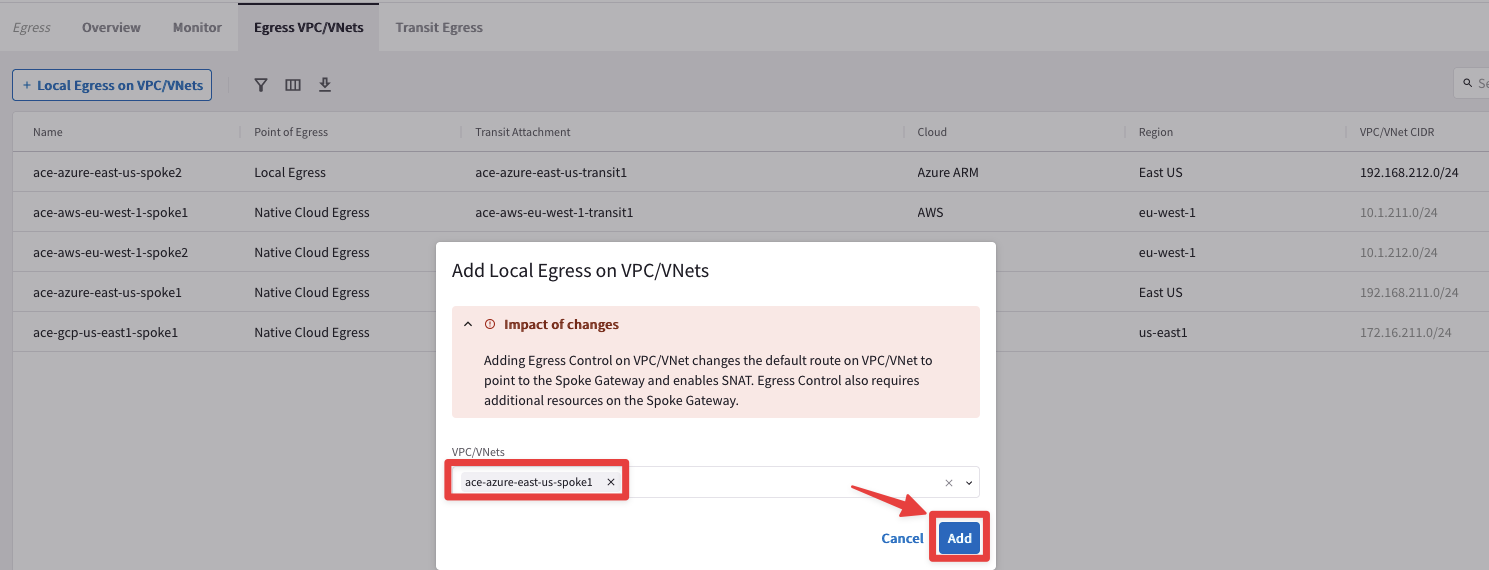 Egress Overview Monitor Egress VPC/VNets Transit Egress
+ Local Egress on VPC/VNets
Name Point of Egress Transit Attachment Cloud Region VPC/VNet CIDR
ace-azure-east-us-spoke2 Local Egress ace-azure-east-us-transit1 Azure ARM East US 192.168.212.0/24
ace-aws-eu-west-1-spoke1 Native Cloud Egress ace-aws-eu-west-1-transit1 AWS eu-west-1 10.1.211.0/24
ace-aws-eu-west-1-spoke2 Native Cloud Egress eu-west-1 10.1.212.0/24
ace-azure-east-us-spoke1 Native Cloud Egress East US 192.168.211.0/24
ace-gcp-us-east1-spoke1 Native Cloud Egress us-east1 172.16.211.0/24
Add Local Egress on VPC/VNets
Impact of changes
Adding Egress Control on VPC/VNet changes the default route on VPC/VNet to
point to the Spoke Gateway and enables SNAT. Egress Control also requires
additional resources on the Spoke Gateway.
VPC/VNets
ace-azure-east-us-spoke1
Cancel Add